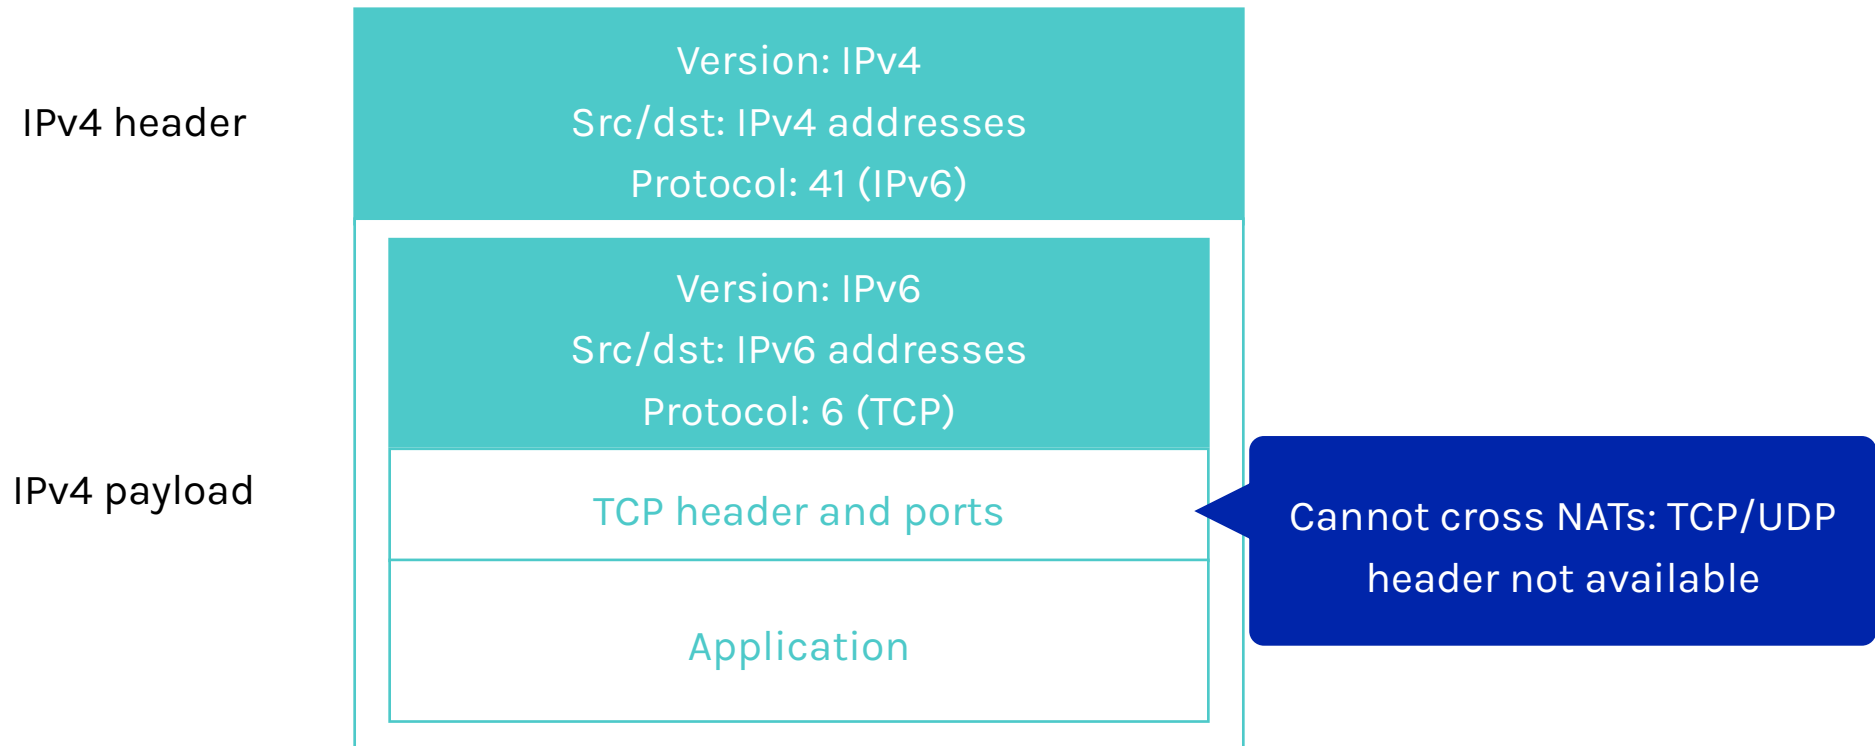 IPv4 header
Version: IPv4
Src/dst: IPv4 addresses
Protocol: 41 (IPv6)
IPv4 payload
Version: IPv6
Src/dst: IPv6 addresses
Protocol: 6 (TCP)
TCP header and ports
Application
Cannot cross NATs: TCP/UDP
header not available